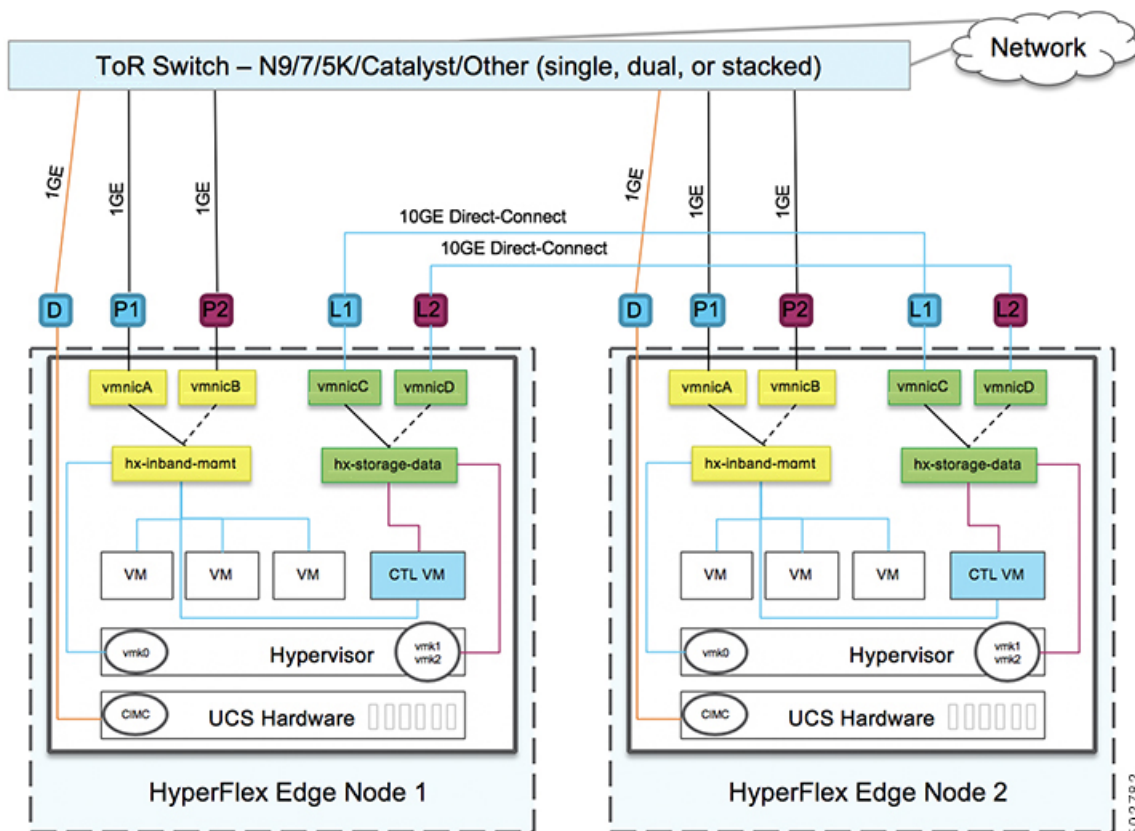 Network
ToR Switch – N9/7/5K/Catalyst/Other (single, dual, or stacked)
1GE 1GE 1GE 1GE 1GE 1GE
10GE Direct-Connect
10GE Direct-Connect
D P1 P2 L1 L2 D P1 P2 L1 L2
vmnicA vmnicB vmnicC vmnicD vmnicA vmnicB vmnicC vmnicD
hx-inband-mgmt hx-storage-data hx-inband-mgmt hx-storage-data
VM VM VM CTL VM VM VM VM CTL VM
vmk0 Hypervisor vmk1 vmk2 vmk0 Hypervisor vmk1 vmk2
CIMC UCS Hardware CIMC UCS Hardware
HyperFlex Edge Node 1 HyperFlex Edge Node 2